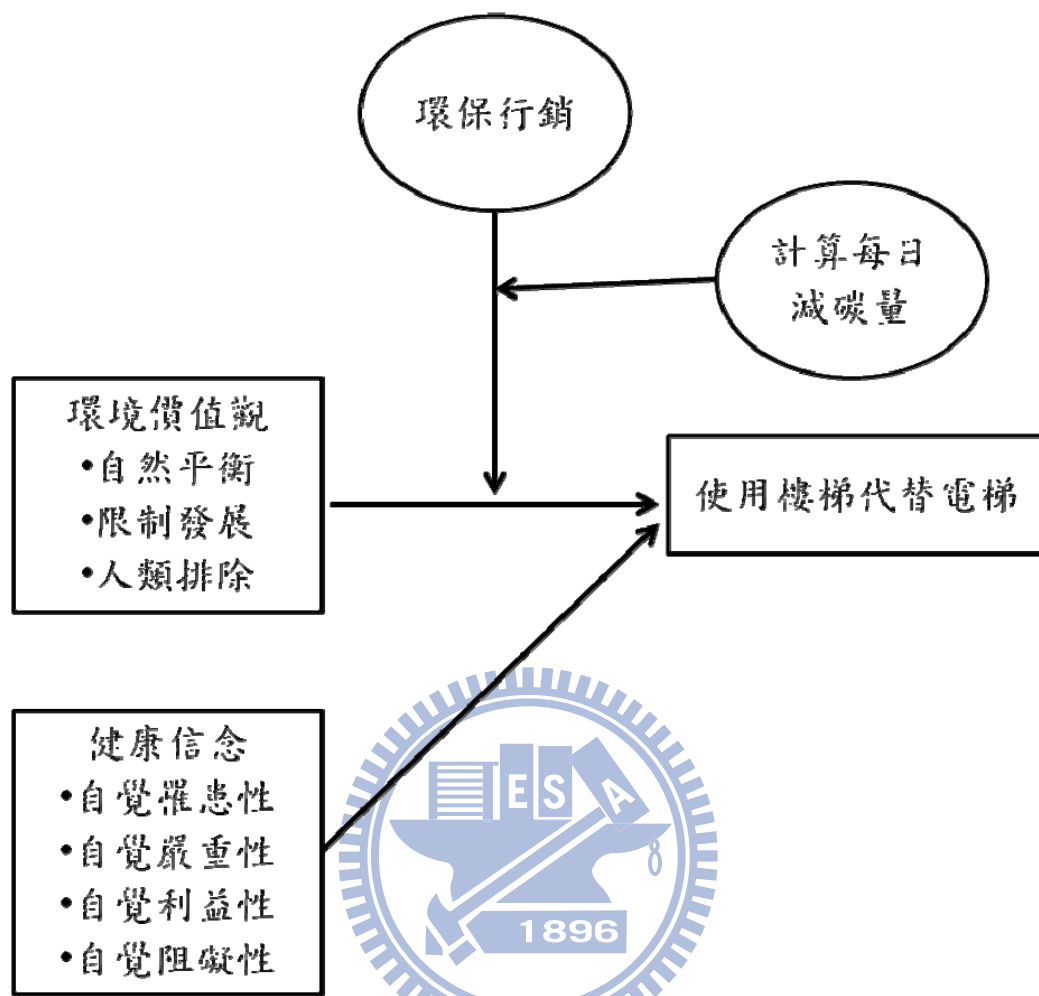 環保行銷
計算每日
減碳量
環境價值觀
•自然平衡
•限制發展
•人類排除
使用樓梯代替電梯
健康信念
•自覺罹患性
•自覺嚴重性
•自覺利益性
•自覺阻礙性
E S A
1896